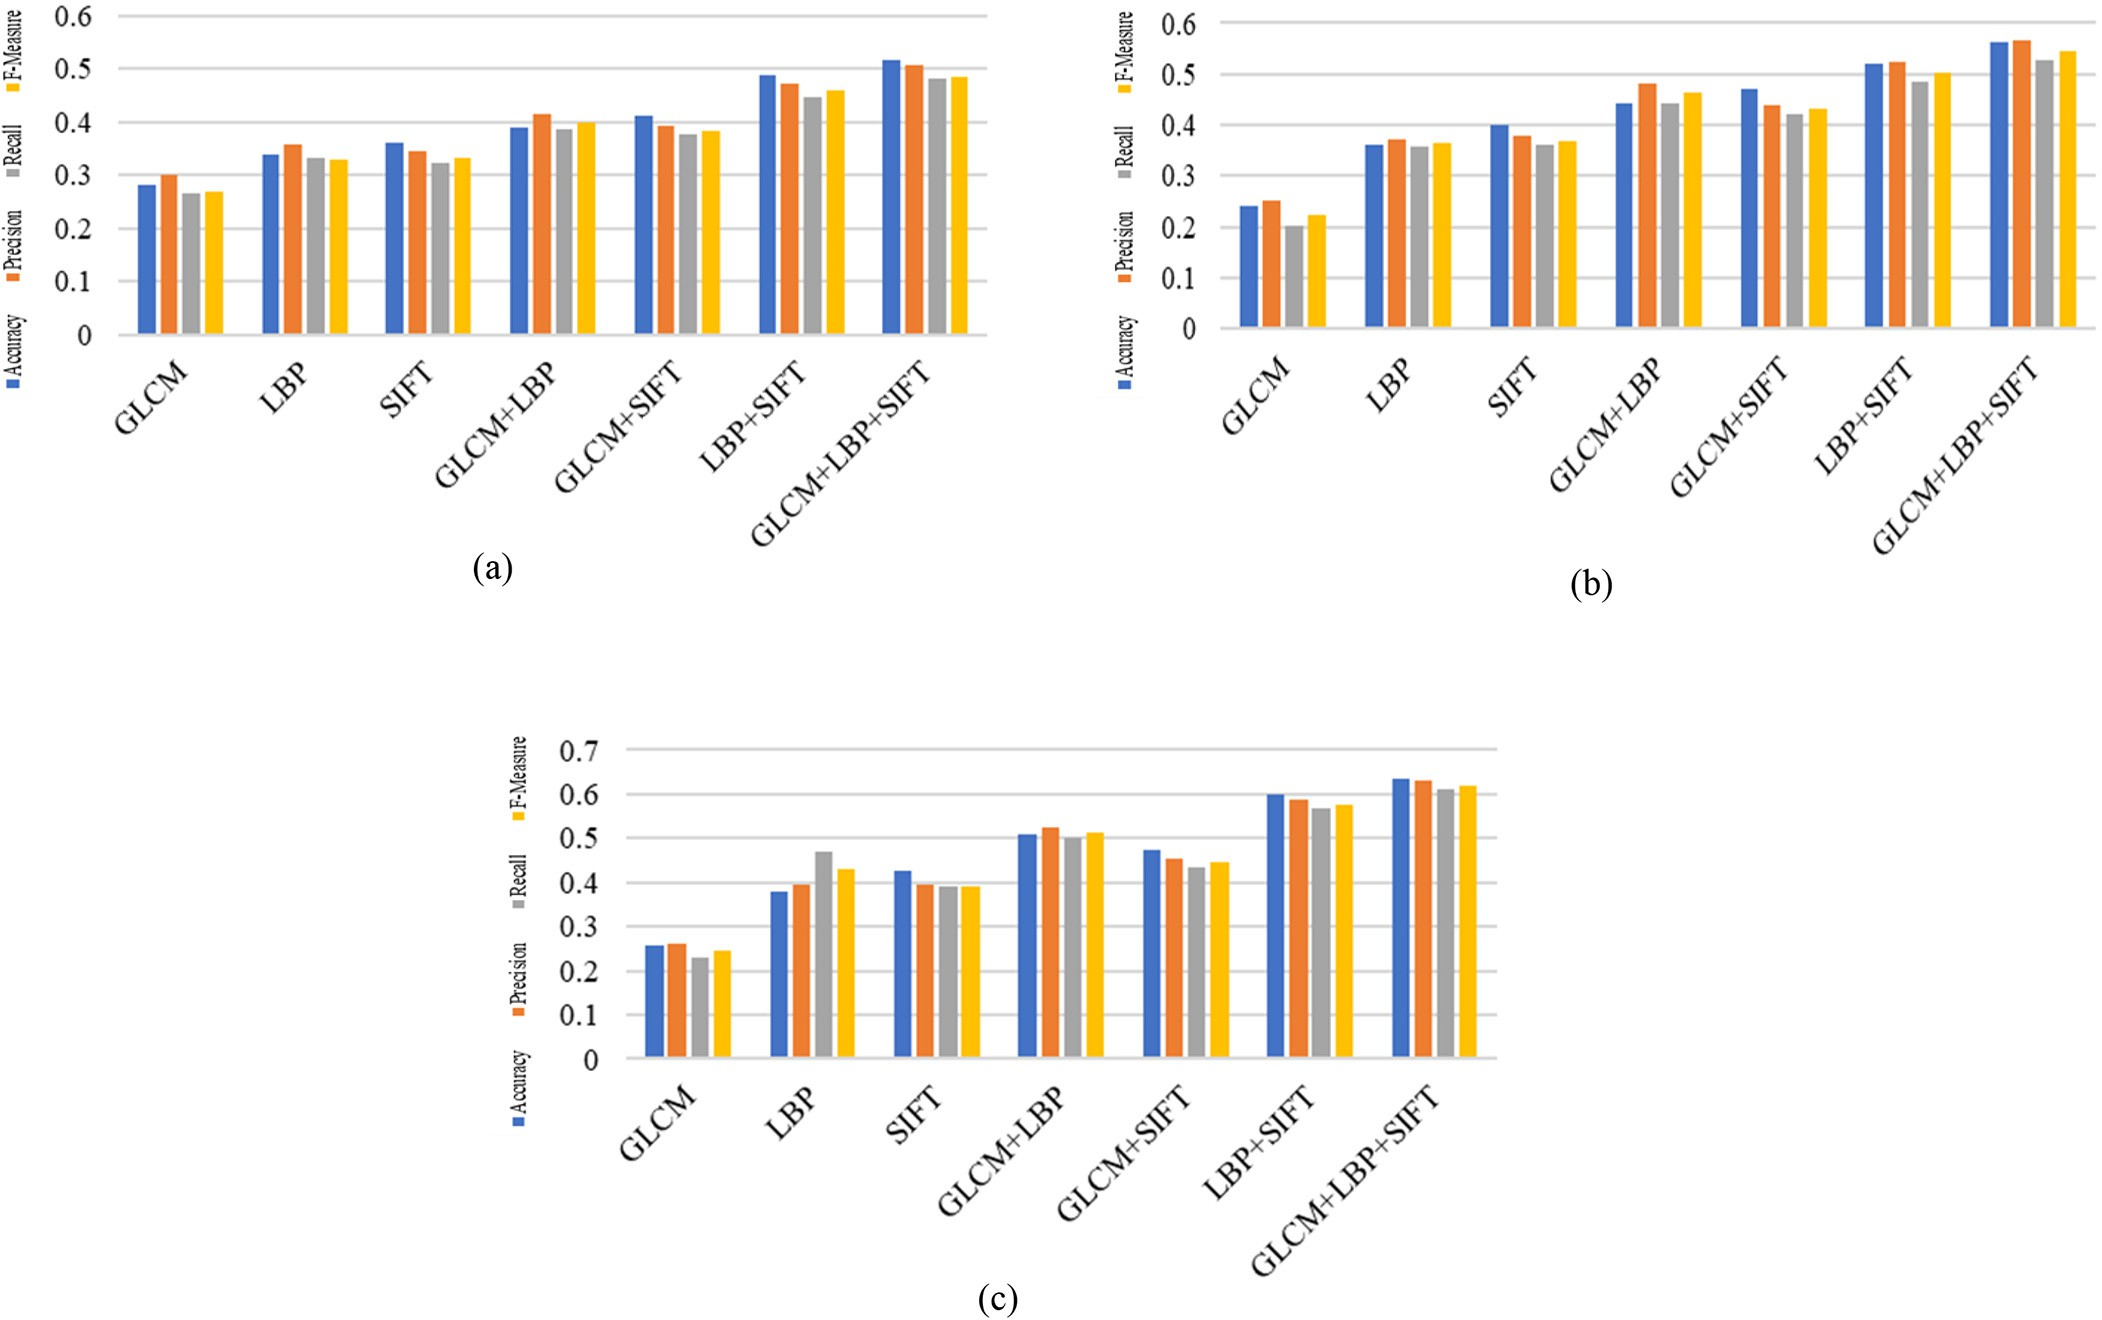 0.6
0.5
0.4
0.3
0.2
0.1
0
Accuracy Precision Recall F-Measure
GLCM
LBP
SIFT
GLCM+LBP
GLCM+SIFT
LBP+SIFT
GLCM+LBP+SIFT
(a)
0.6
0.5
0.4
0.3
0.2
0.1
0
Accuracy Precision Recall F-Measure
GLCM
LBP
SIFT
GLCM+LBP
GLCM+SIFT
LBP+SIFT
GLCM+LBP+SIFT
(b)
0.7
0.6
0.5
0.4
0.3
0.2
0.1
0
Accuracy Precision Recall F-Measure
GLCM
LBP
SIFT
GLCM+LBP
GLCM+SIFT
LBP+SIFT
GLCM+LBP+SIFT
(c)